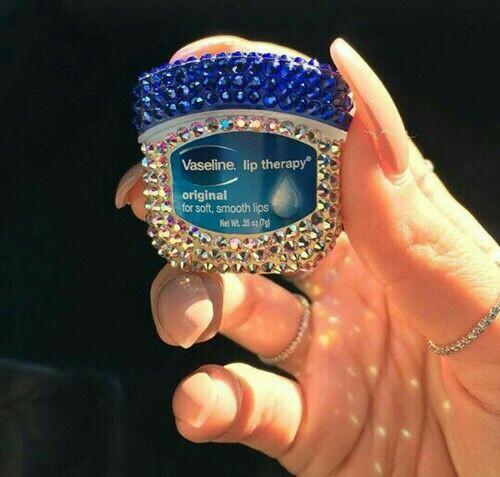 Vaseline. lip therapy®
original
for soft, smooth lips
Net Wt. .25 oz (7g)